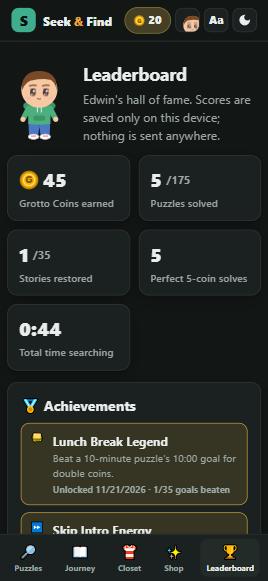 S Seek & Find G 20 Aa
Leaderboard
Edwin's hall of fame. Scores are
saved only on this device;
nothing is sent anywhere.
G 45
Grotto Coins earned
5 /175
Puzzles solved
1 /35
Stories restored
5
Perfect 5-coin solves
0:44
Total time searching
Achievements
Lunch Break Legend
Beat a 10-minute puzzle's 10:00 goal for
double coins.
Unlocked 11/21/2026 · 1/35 goals beaten
Skip Intro Energy
Puzzles Journey Closet Shop Leaderboard